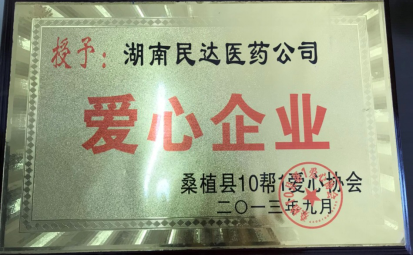 授予：湖南民达医药公司
爱心企业
桑植县10帮1爱心协会
二〇一三年九月